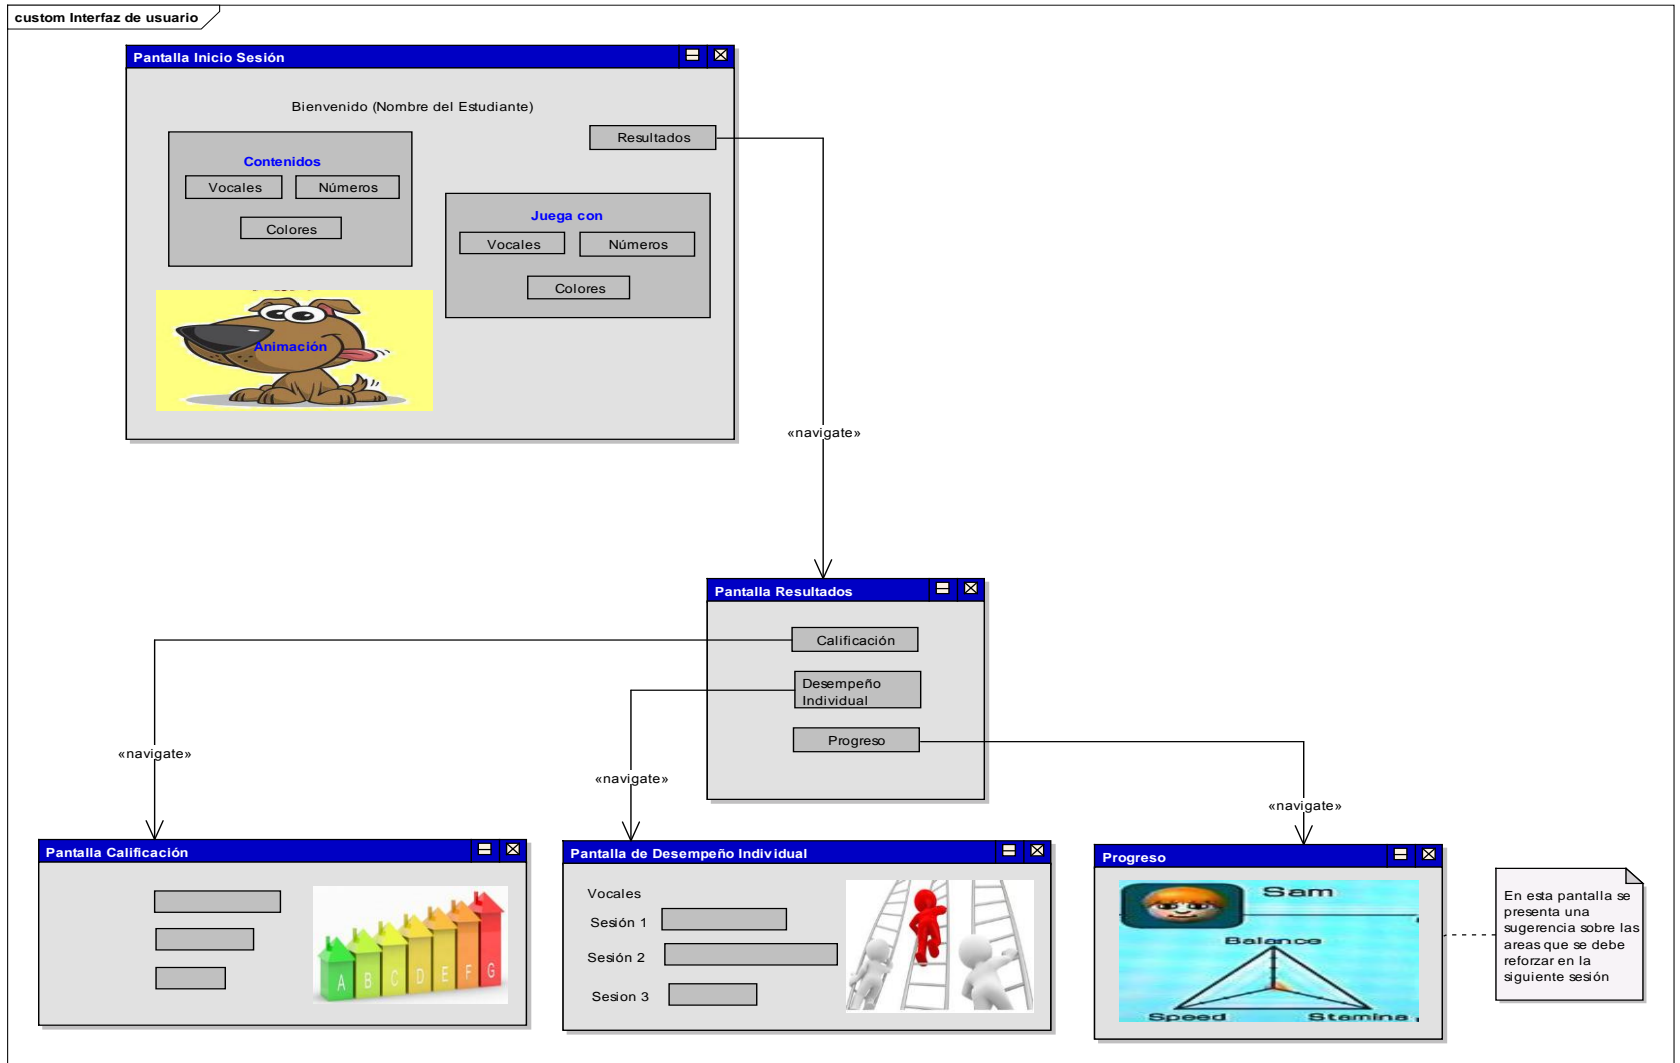 custom Interfaz de usuario
Pantalla Inicio Sesión
Bienvenido (Nombre del Estudiante)
Resultados
Contenidos
Vocales
Números
Colores
Juega con
Vocales
Números
Colores
Animación
«navigate»
Pantalla Resultados
Calificación
Desempeño
Individual
Progreso
«navigate»
«navigate»
«navigate»
Pantalla Calificación
A B C D E F G
Pantalla de Desempeño Individual
Vocales
Sesión 1
Sesión 2
Sesion 3
Progreso
Sam
Balance
Speed
Stamina
En esta pantalla se
presenta una
sugerencia sobre las
areas que se debe
reforzar en la
siguiente sesión